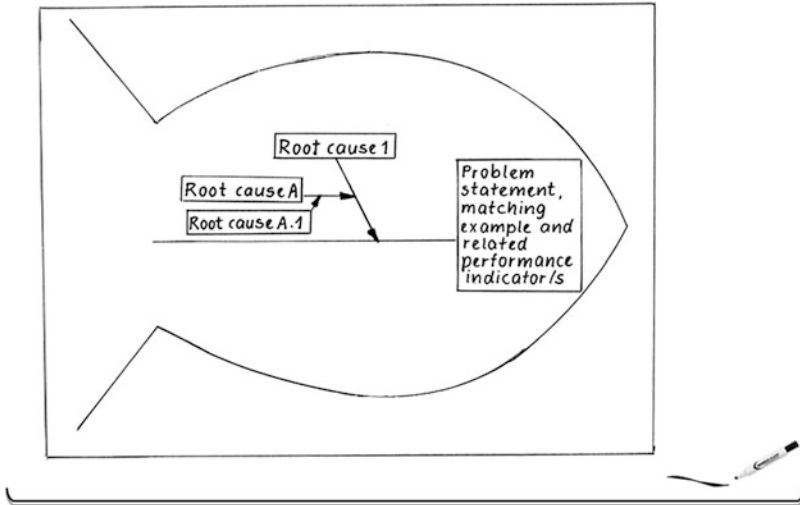 Root cause 1
Root cause A
Root cause A.1
Problem
statement,
matching
example and
related
performance
indicator/s